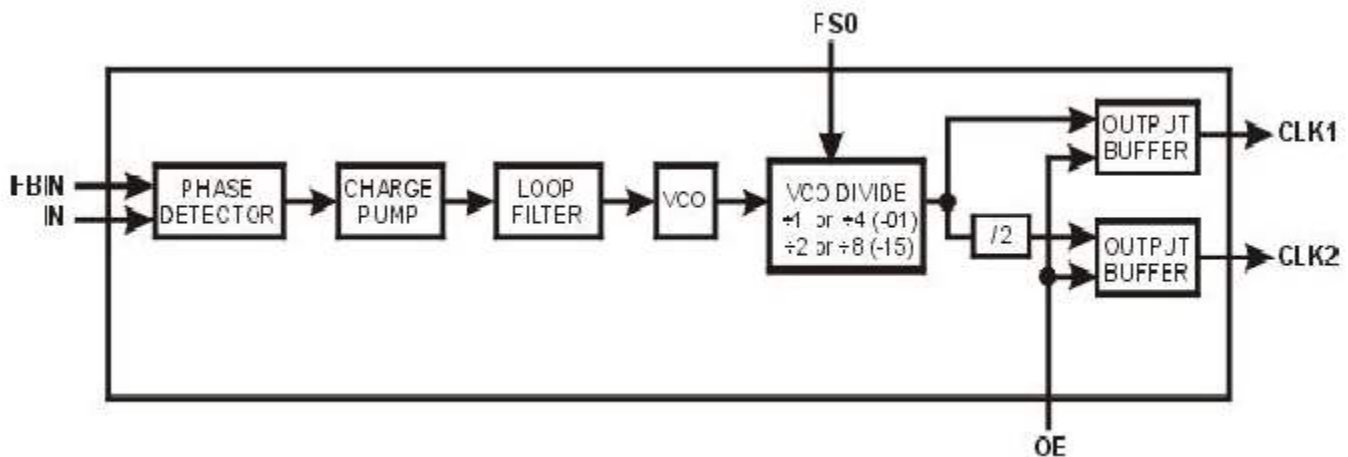 FS0
OUTPUT
BUFFER
CLK1
FBIN
IN
PHASE
DETECTOR
CHARGE
PUMP
LOOP
FILTER
VCO
VCO DIVIDE
÷1 or ÷4 (-01)
÷2 or ÷8 (-15)
/2
OUTPUT
BUFFER
CLK2
OE